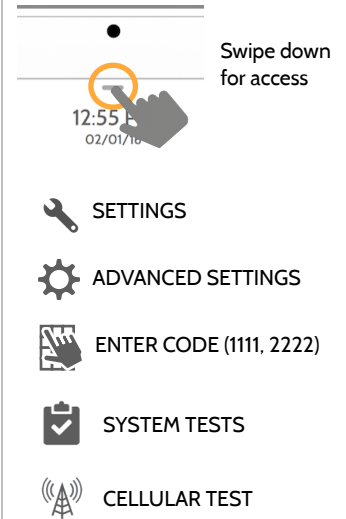 Swipe down
for access
12:55
02/01/
SETTINGS
ADVANCED SETTINGS
ENTER CODE (1111, 2222)
SYSTEM TESTS
CELLULAR TEST